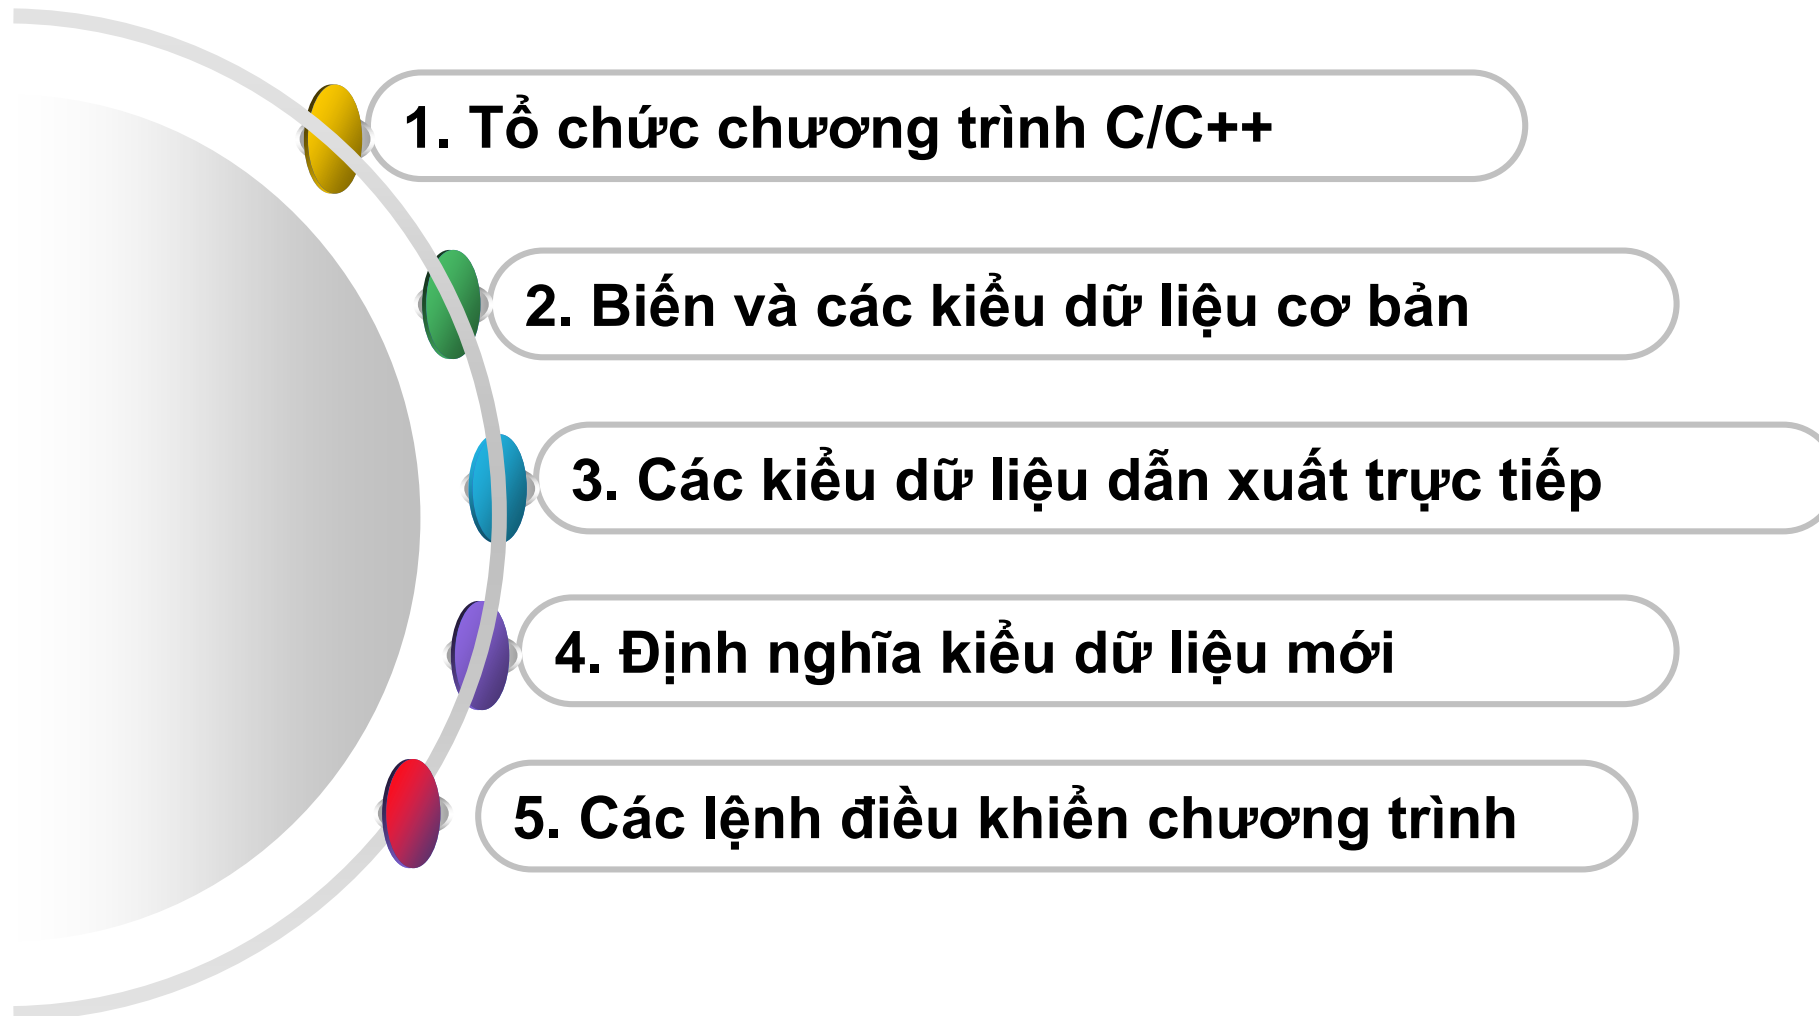 1. Tổ chức chương trình C/C++
2. Biến và các kiểu dữ liệu cơ bản
3. Các kiểu dữ liệu dẫn xuất trực tiếp
4. Định nghĩa kiểu dữ liệu mới
5. Các lệnh điều khiển chương trình